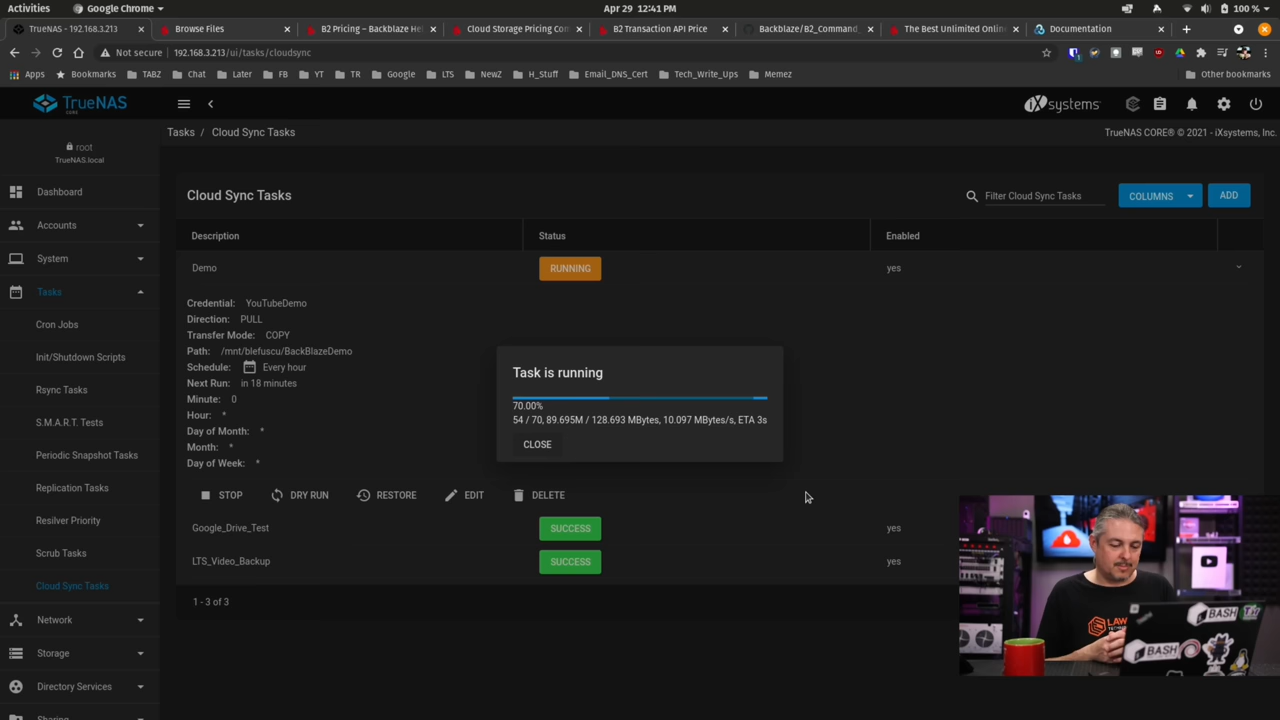 Activities
Google Chrome
Apr 29 12:41 PM
100 %
TrueNAS - 192.168.3.213
Browse Files
B2 Pricing – Backblaze He
Cloud Storage Pricing Co
B2 Transaction API Price
Backblaze/B2_Command_
The Best Unlimited Onlin
Documentation
Not secure
192.168.3.213/ui/tasks/cloudsync
Apps
Bookmarks
TABZ
Chat
Later
FB
YT
TR
Google
LTS
NewZ
H_Stuff
Email_DNS_Cert
Tech_Write_Ups
Memez
Other bookmarks
TrueNAS
CORE
iXsystems
Tasks / Cloud Sync Tasks
TrueNAS CORE® © 2021 - iXsystems, Inc.
root
TrueNAS.local
Dashboard
Accounts
System
Tasks
Cron Jobs
Init/Shutdown Scripts
Rsync Tasks
S.M.A.R.T. Tests
Periodic Snapshot Tasks
Replication Tasks
Resilver Priority
Scrub Tasks
Cloud Sync Tasks
Network
Storage
Directory Services
Sharing
Cloud Sync Tasks
Filter Cloud Sync Tasks
COLUMNS
ADD
Description
Status
Enabled
Demo
RUNNING
yes
Credential: YouTubeDemo
Direction: PULL
Transfer Mode: COPY
Path: /mnt/blefuscu/BackBlazeDemo
Schedule: Every hour
Next Run: in 18 minutes
Minute: 0
Hour: *
Day of Month: *
Month: *
Day of Week: *
STOP
DRY RUN
RESTORE
EDIT
DELETE
Google_Drive_Test
SUCCESS
yes
LTS_Video_Backup
SUCCESS
yes
1 - 3 of 3
Task is running
70.00%
54 / 70, 89.695M / 128.693 MBytes, 10.097 MBytes/s, ETA 3s
CLOSE
LAW
BASH
BASH